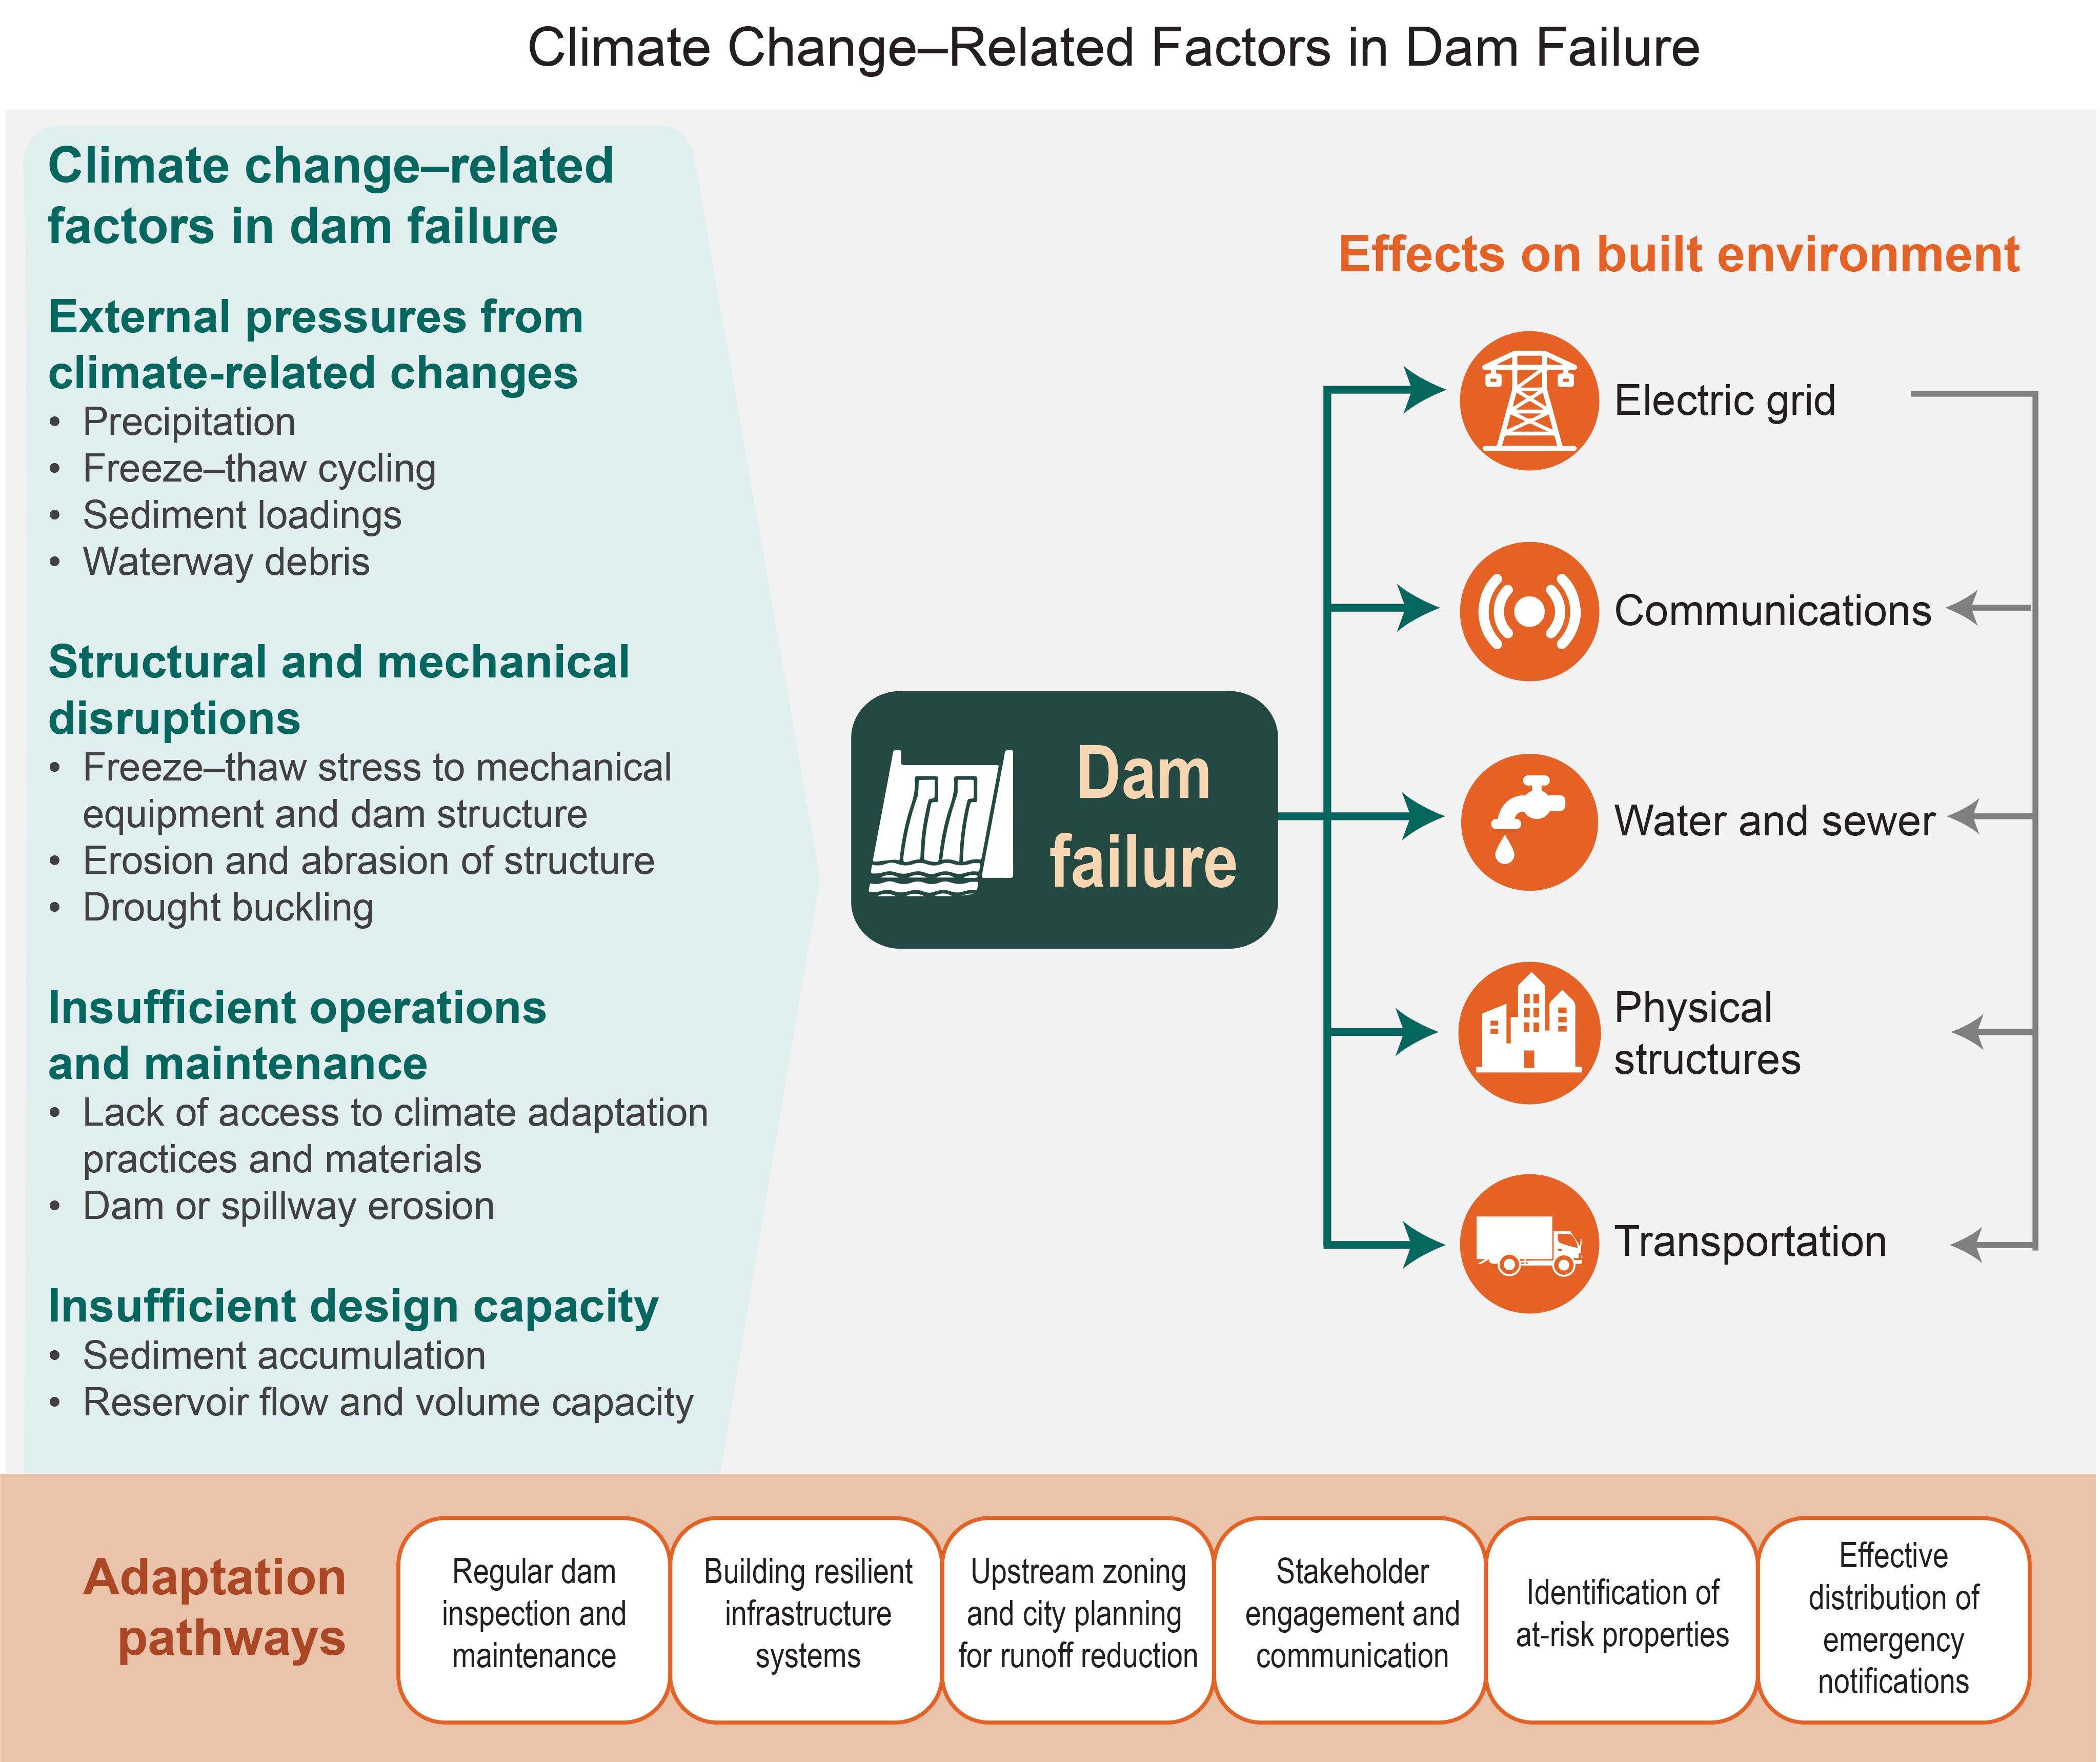 Climate Change–Related Factors in Dam Failure
Climate change–related
factors in dam failure
External pressures from
climate-related changes
• Precipitation
• Freeze–thaw cycling
• Sediment loadings
• Waterway debris
Structural and mechanical
disruptions
• Freeze–thaw stress to mechanical
equipment and dam structure
• Erosion and abrasion of structure
• Drought buckling
Insufficient operations
and maintenance
• Lack of access to climate adaptation
practices and materials
• Dam or spillway erosion
Insufficient design capacity
• Sediment accumulation
• Reservoir flow and volume capacity
Dam
failure
Effects on built environment
Electric grid
Communications
Water and sewer
Physical
structures
Transportation
Adaptation
pathways
Regular dam
inspection and
maintenance
Building resilient
infrastructure
systems
Upstream zoning
and city planning
for runoff reduction
Stakeholder
engagement and
communication
Identification of
at-risk properties
Effective
distribution of
emergency
notifications